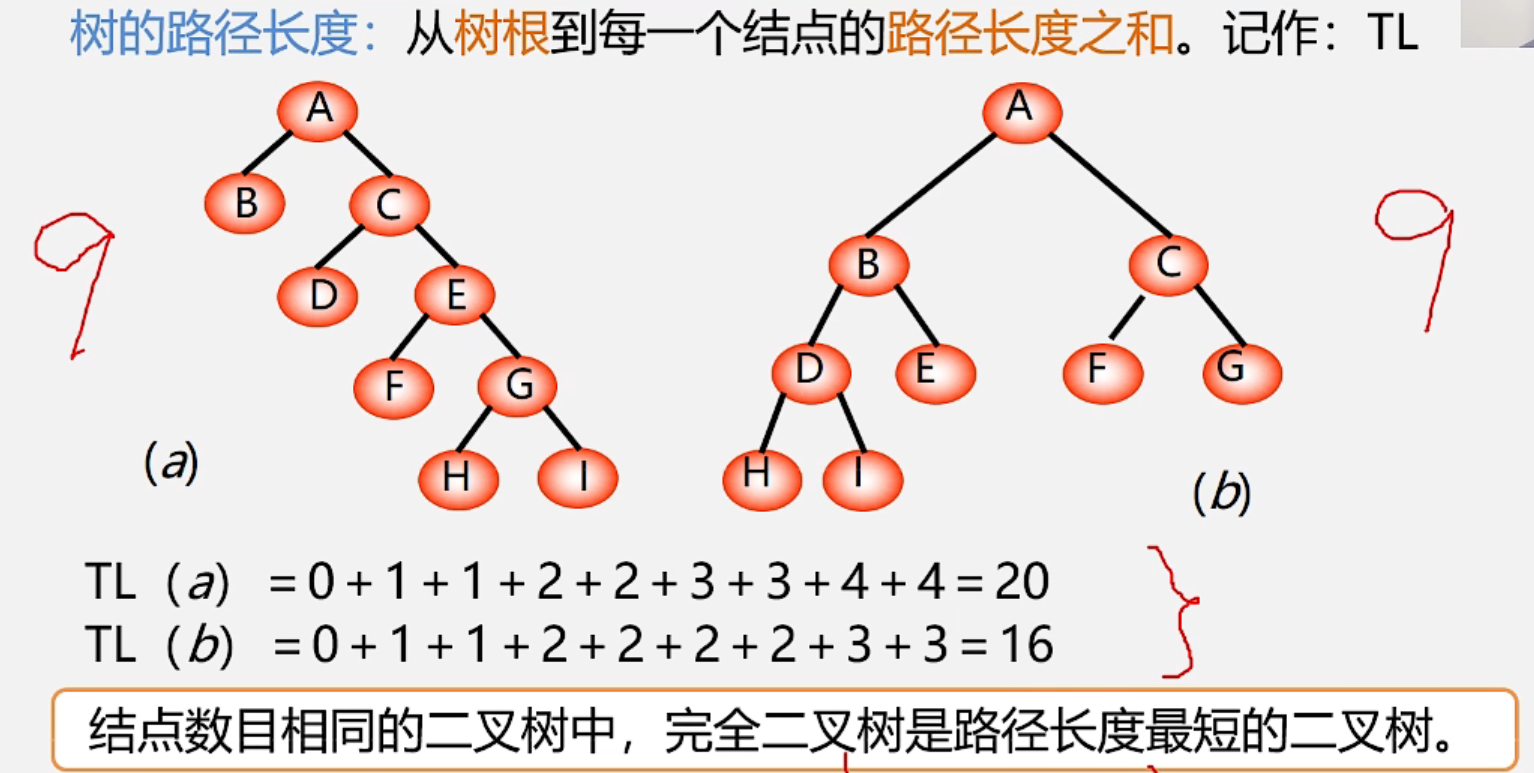 树的路径长度：从树根到每一个结点的路径长度之和。记作：TL
A
B
C
D
E
F
G
H
I
(a)
A
B
C
D
E
F
G
H
I
(b)
9
9
TL (a) =0+1+1+2+2+3+3+4+4=20
TL (b) =0+1+1+2+2+2+2+3+3=16
结点数目相同的二叉树中，完全二叉树是路径长度最短的二叉树。